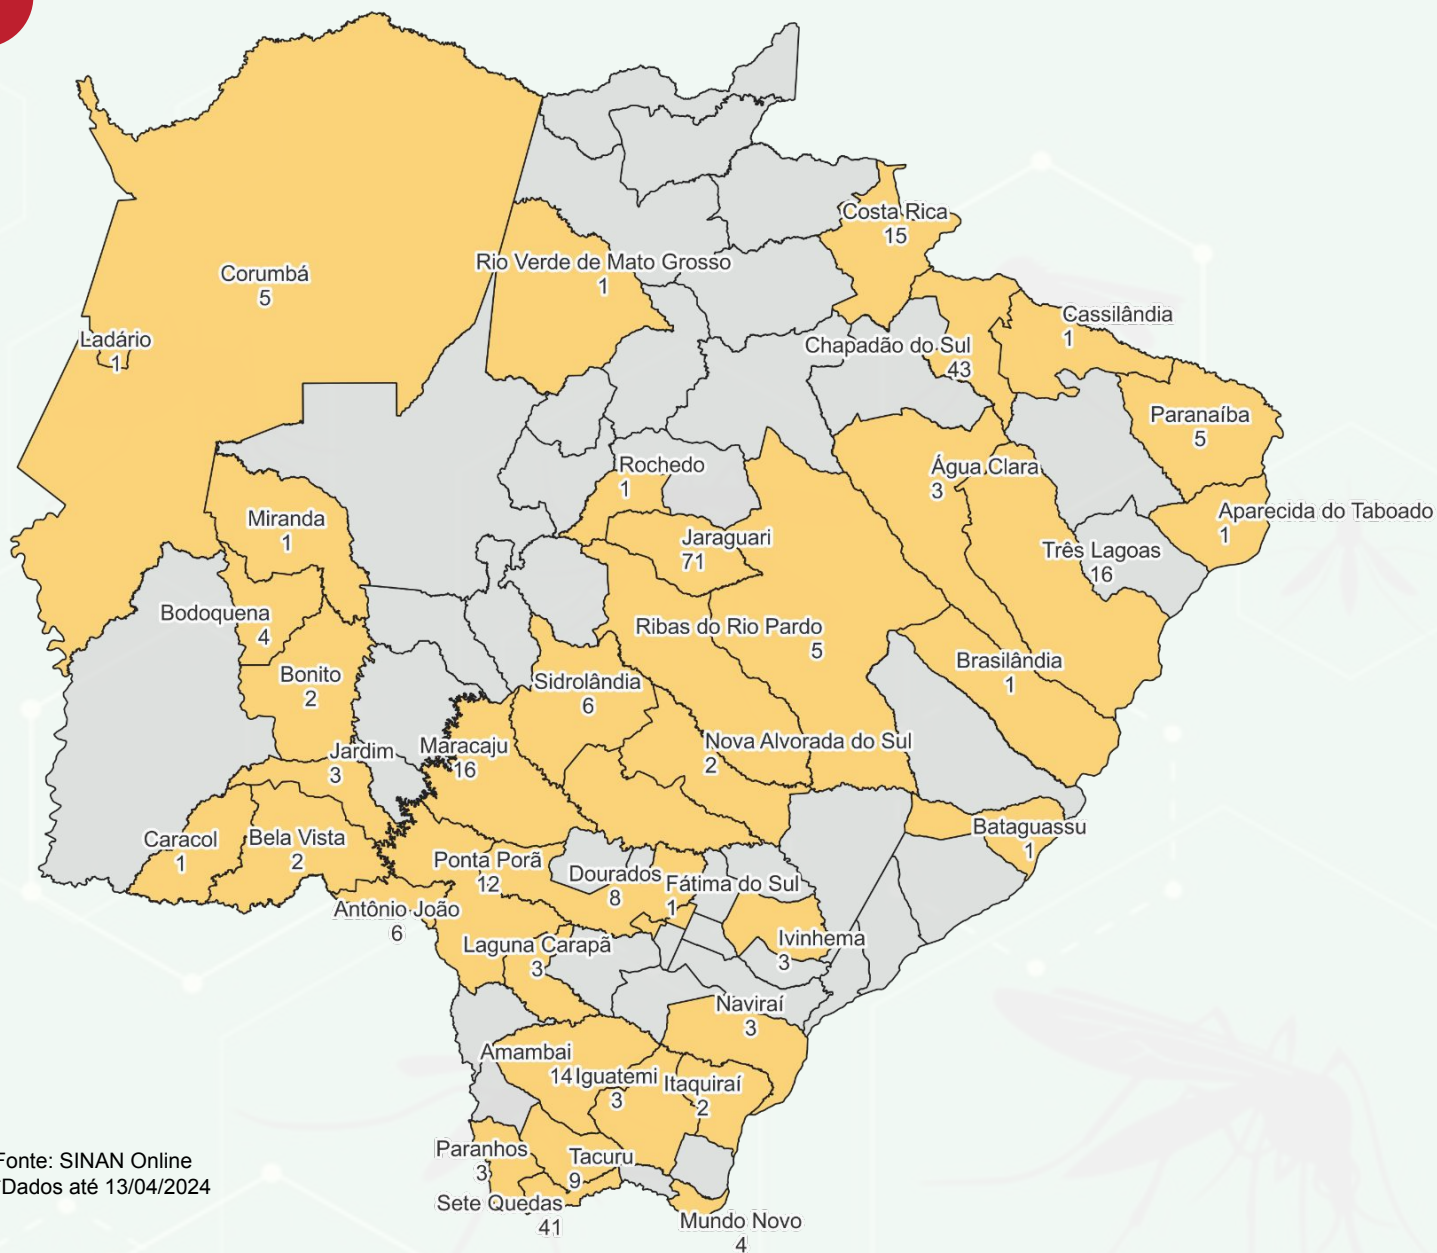 Costa Rica
15
Rio Verde de Mato Grosso
1
Corumbá
5
Ladário
1
Cassilândia
1
Chapadão do Sul
43
Paranaíba
5
Rochedo
1
Água Clara
3
Miranda
1
Aparecida do Taboado
1
Jaraguari
71
Três Lagoas
16
Bodoquena
4
Ribas do Rio Pardo
5
Brasilândia
1
Bonito
2
Sidrolândia
6
Jardim
3
Maracaju
16
Nova Alvorada do Sul
2
Caracol
1
Bela Vista
2
Bataguassu
1
Ponta Porã
12
Dourados
8
Fátima do Sul
1
Antônio João
6
Laguna Carapã
3
Ivinhema
3
Naviraí
3
Amambai
14
Iguatemi
3
Itaquiraí
2
Paranhos
3
Tacuru
9
Sete Quedas
41
Mundo Novo
4
Fonte: SINAN Online
*Dados até 13/04/2024